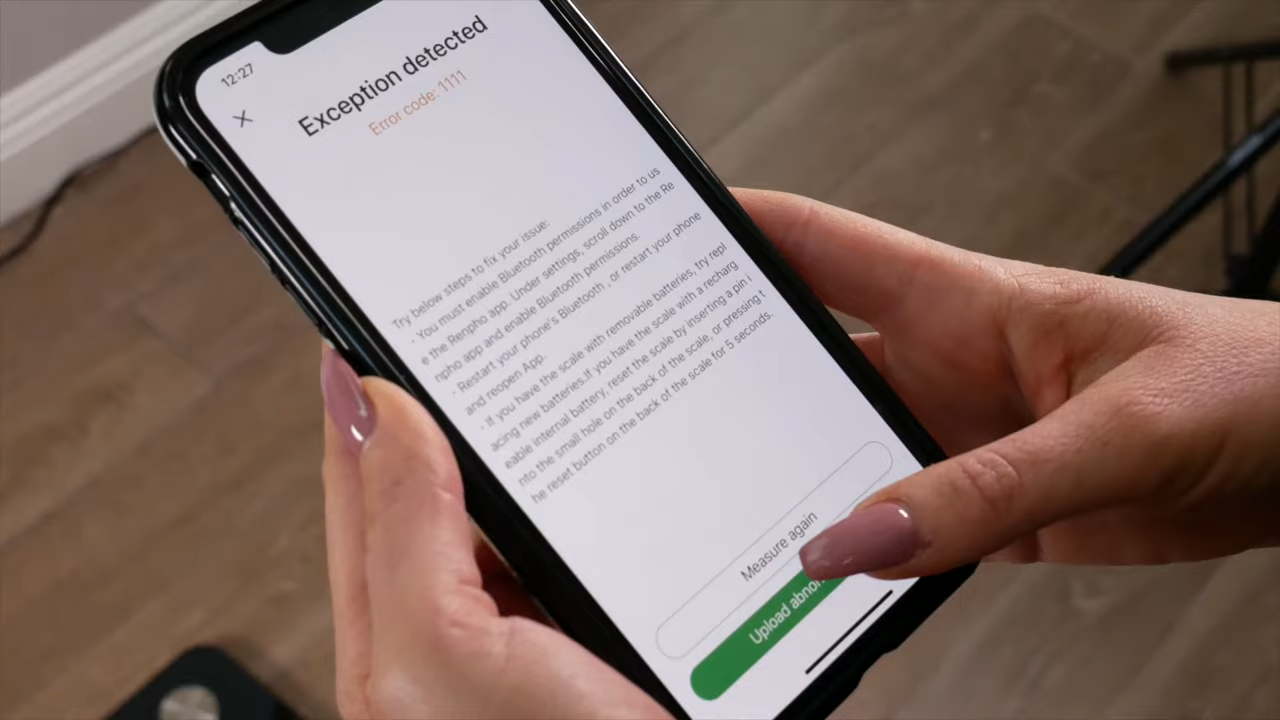 12:27
Exception detected
Error code: 1111
Try below steps to fix your issue:
· You must enable Bluetooth permissions in order to us
e the Renpho app. Under settings, scroll down to the Re
npho app and enable Bluetooth permissions.
· Restart your phone's Bluetooth , or restart your phone
and reopen App.
· If you have the scale with removable batteries, try repl
acing new batteries.If you have the scale with a recharg
eable internal battery, reset the scale by inserting a pin i
nto the small hole on the back of the scale, or pressing t
he reset button on the back of the scale for 5 seconds.
Measure again
Upload